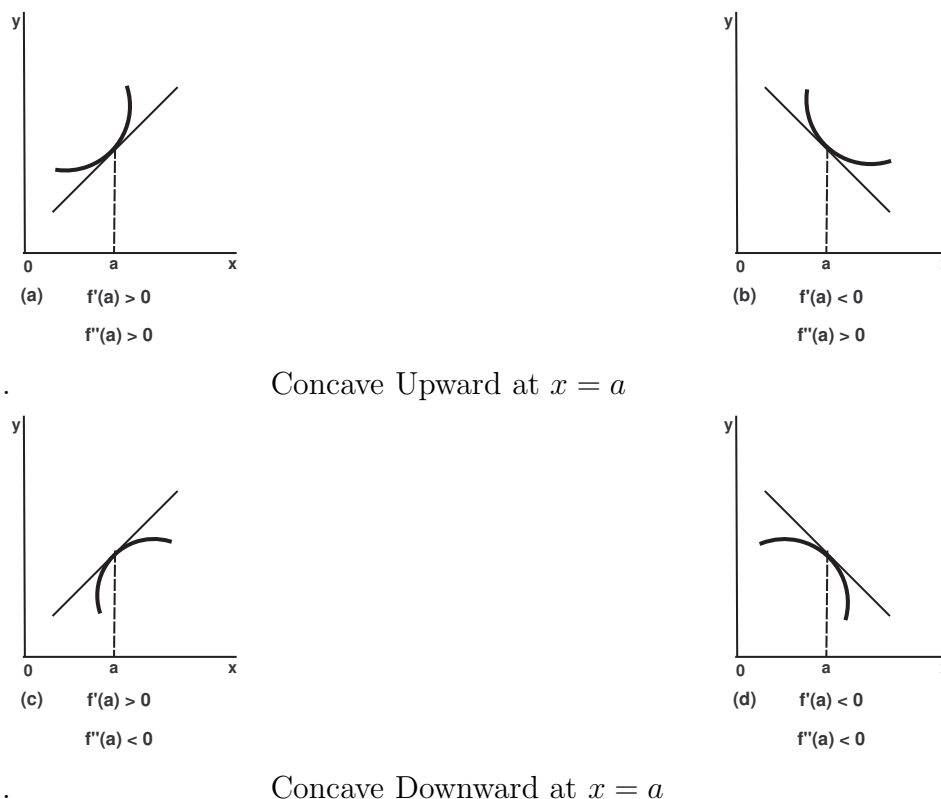 y
y
0 a x
0 a
(a) f'(a) > 0
(b) f'(a) < 0
f"(a) > 0
f"(a) > 0
. Concave Upward at x = a
y
y
0 a x
0 a
(c) f'(a) > 0
(d) f'(a) < 0
f"(a) < 0
f"(a) < 0
. Concave Downward at x = a